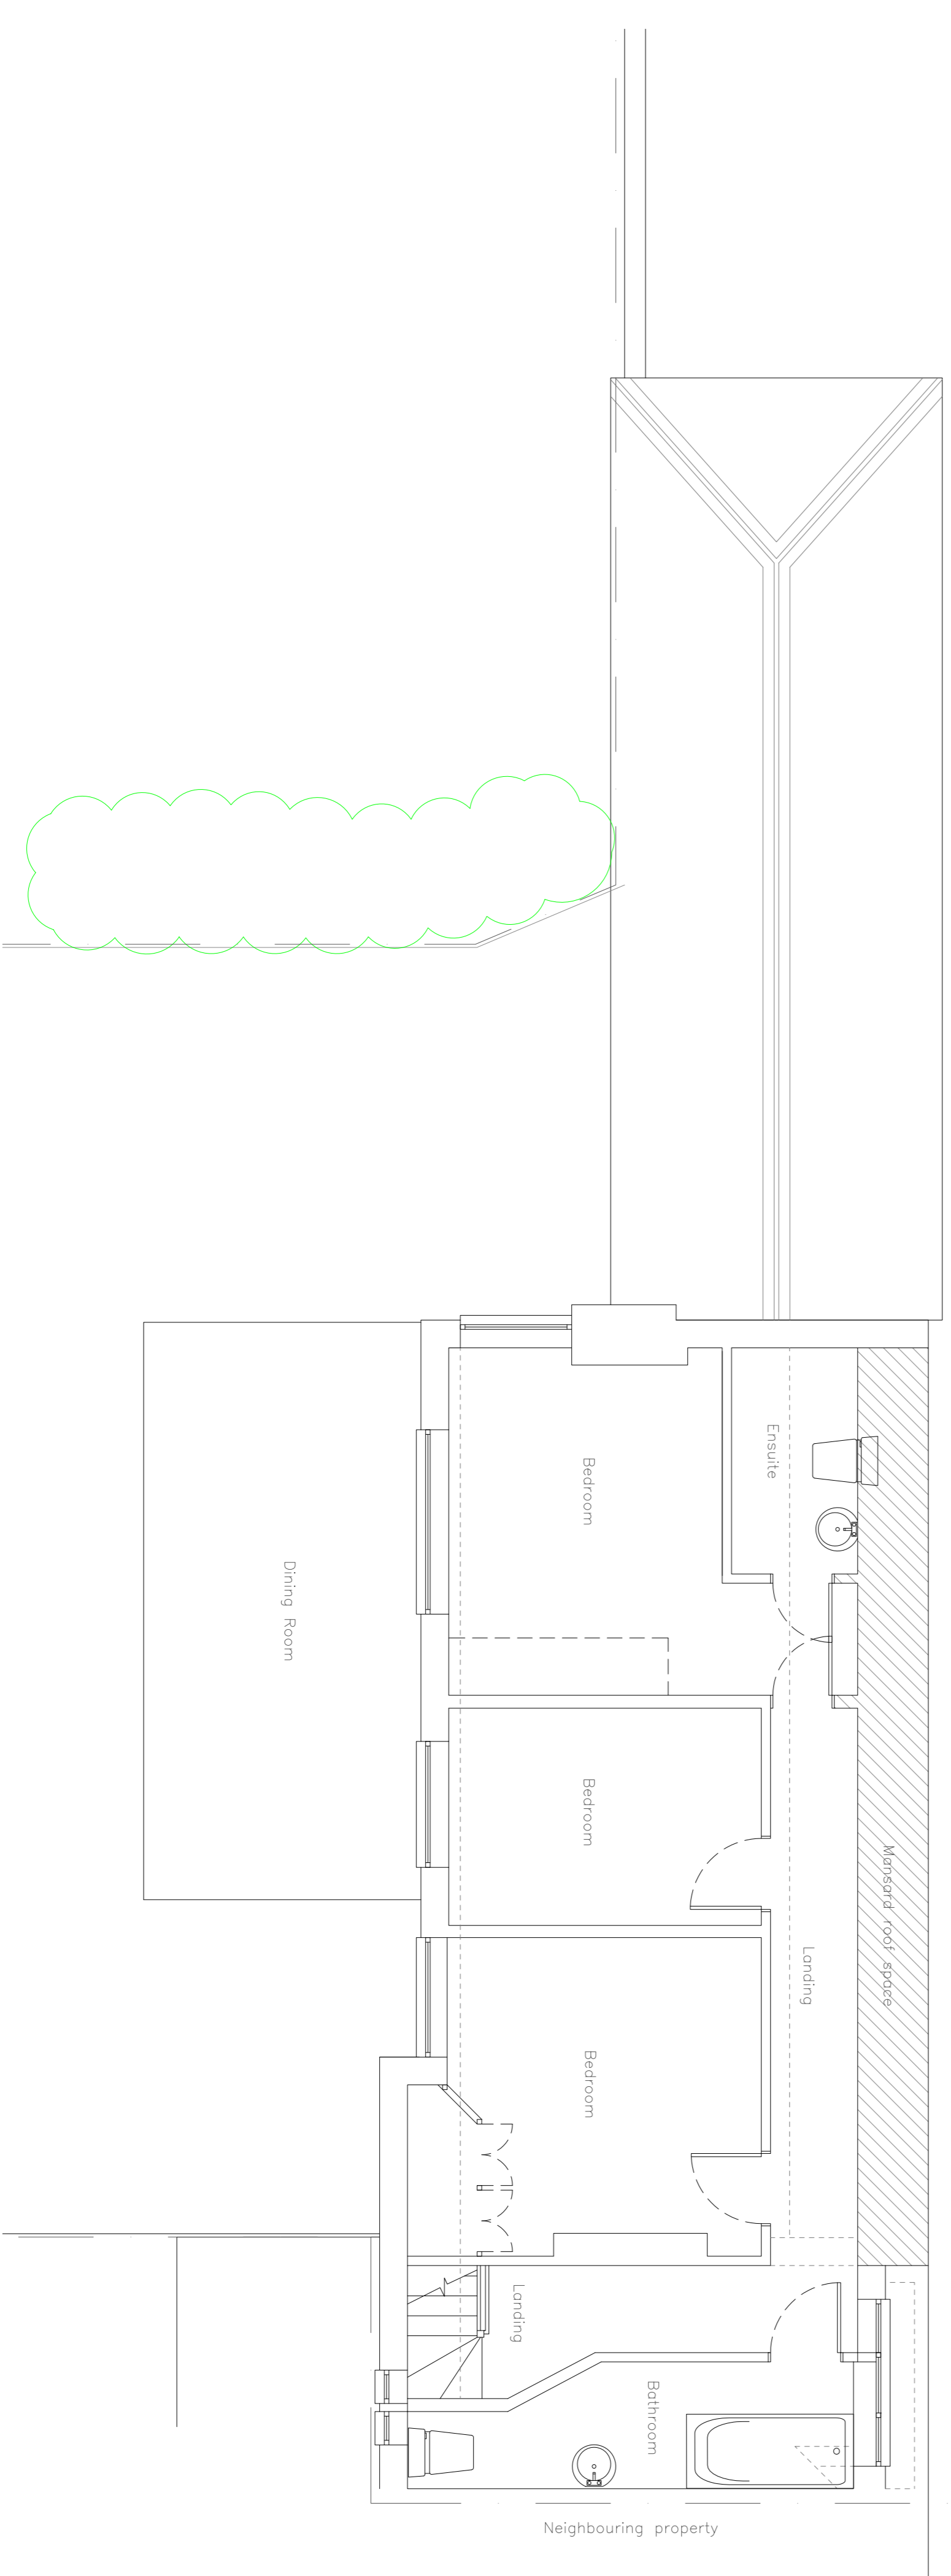 Ensuite
Bedroom
Dining Room
Bedroom
Mansard roof space
Landing
Bedroom
Landing
Bathroom
Neighbouring property